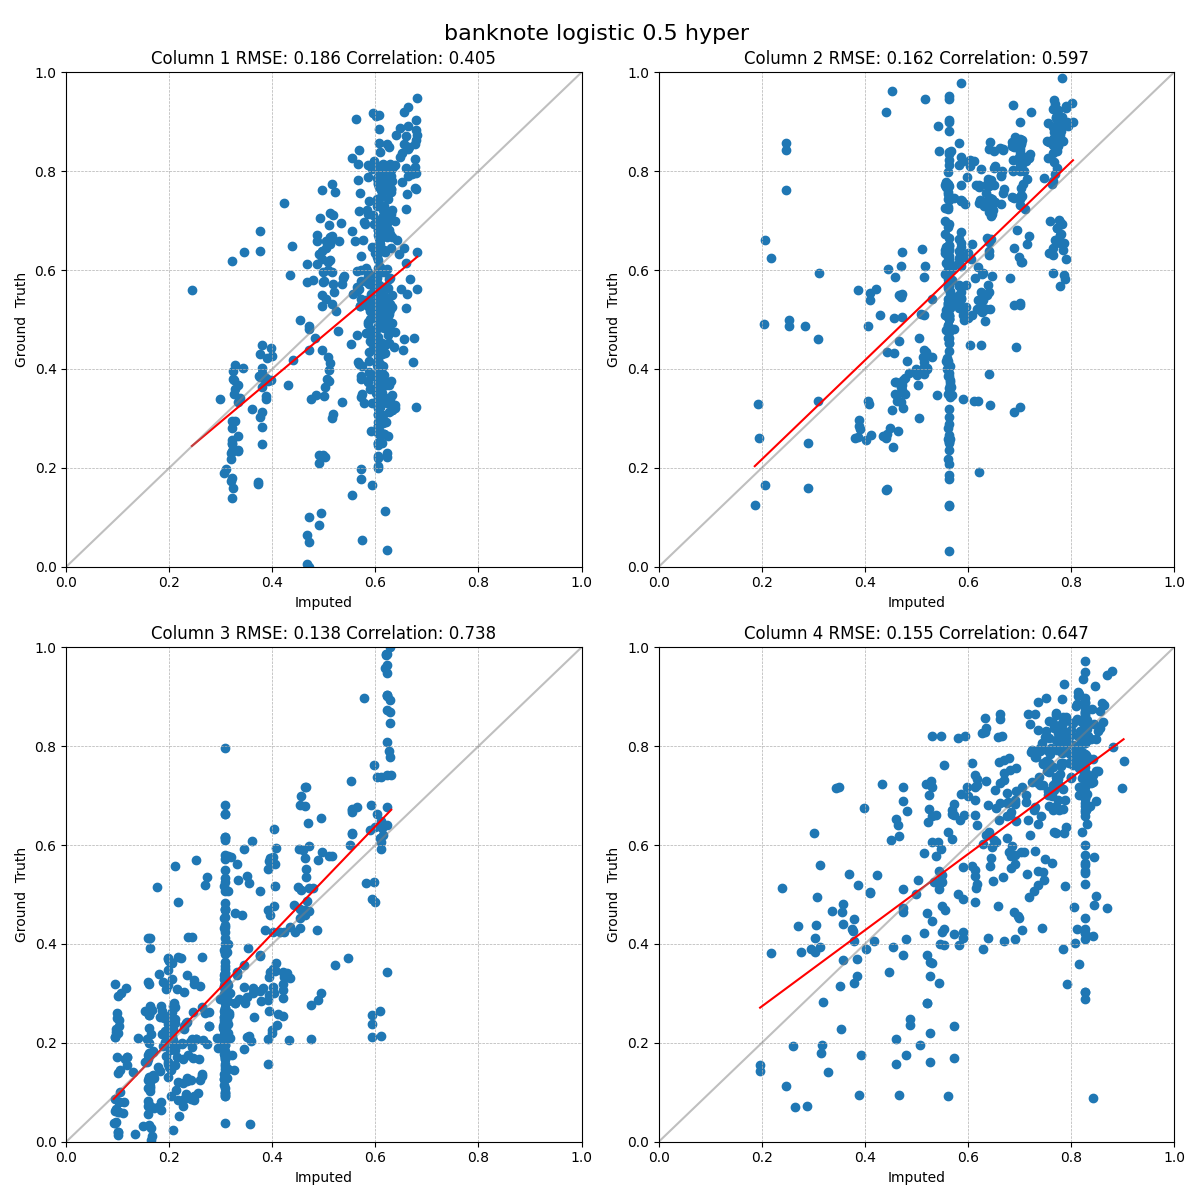 banknote logistic 0.5 hyper
Column 1 RMSE: 0.186 Correlation: 0.405
Column 2 RMSE: 0.162 Correlation: 0.597
1.0
0.8
0.6
0.4
0.2
0.0
Ground Truth
0.0 0.2 0.4 0.6 0.8 1.0
Imputed
1.0
0.8
0.6
0.4
0.2
0.0
Ground Truth
0.0 0.2 0.4 0.6 0.8 1.0
Imputed
Column 3 RMSE: 0.138 Correlation: 0.738
Column 4 RMSE: 0.155 Correlation: 0.647
1.0
0.8
0.6
0.4
0.2
0.0
Ground Truth
0.0 0.2 0.4 0.6 0.8 1.0
Imputed
1.0
0.8
0.6
0.4
0.2
0.0
Ground Truth
0.0 0.2 0.4 0.6 0.8 1.0
Imputed